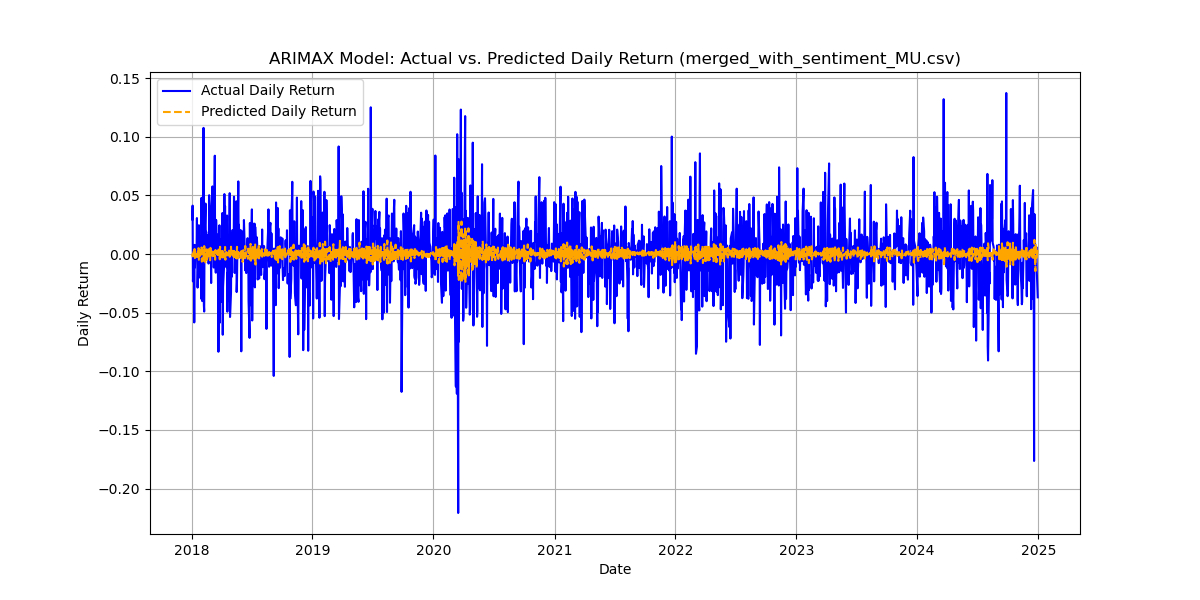 ARIMAX Model: Actual vs. Predicted Daily Return (merged_with_sentiment_MU.csv)
Actual Daily Return
Predicted Daily Return
0.15
0.10
0.05
0.00
−0.05
−0.10
−0.15
−0.20
Daily Return
2018 2019 2020 2021 2022 2023 2024 2025
Date